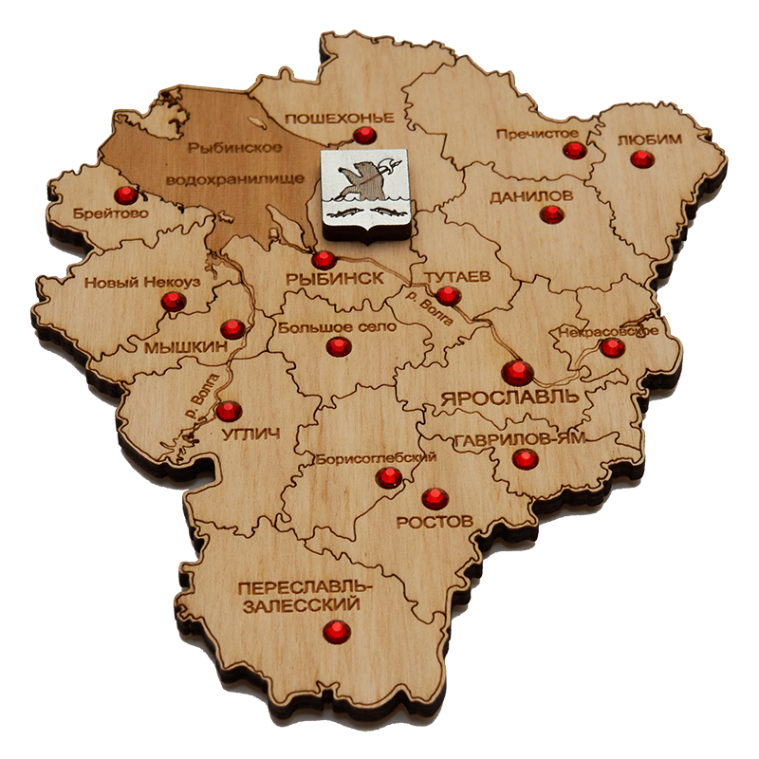 ПОШЕХОНЬЕ
Пречистое
ЛЮБИМ
Рыбинское
водохранилище
ДАНИЛОВ
Брейтово
Новый Некоуз
РЫБИНСК
ТУТАЕВ
р. Волга
МЫШКИН
Большое село
Некрасовское
р. Волга
ЯРОСЛАВЛЬ
УГЛИЧ
ГАВРИЛОВ-ЯМ
Борисоглебский
РОСТОВ
ПЕРЕСЛАВЛЬ-
ЗАЛЕССКИЙ